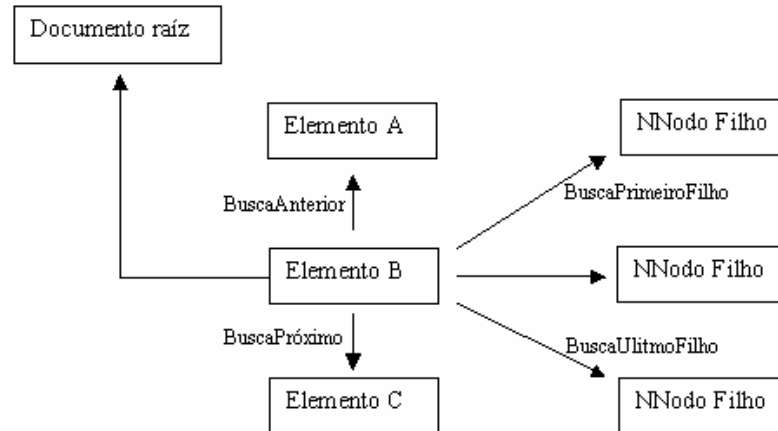 Documento raíz
Elemento A
NNodo Filho
BuscaAnterior
BuscaPrimeiroFilho
Elemento B
NNodo Filho
BuscaPróximo
BuscaUlitmoFilho
Elemento C
NNodo Filho